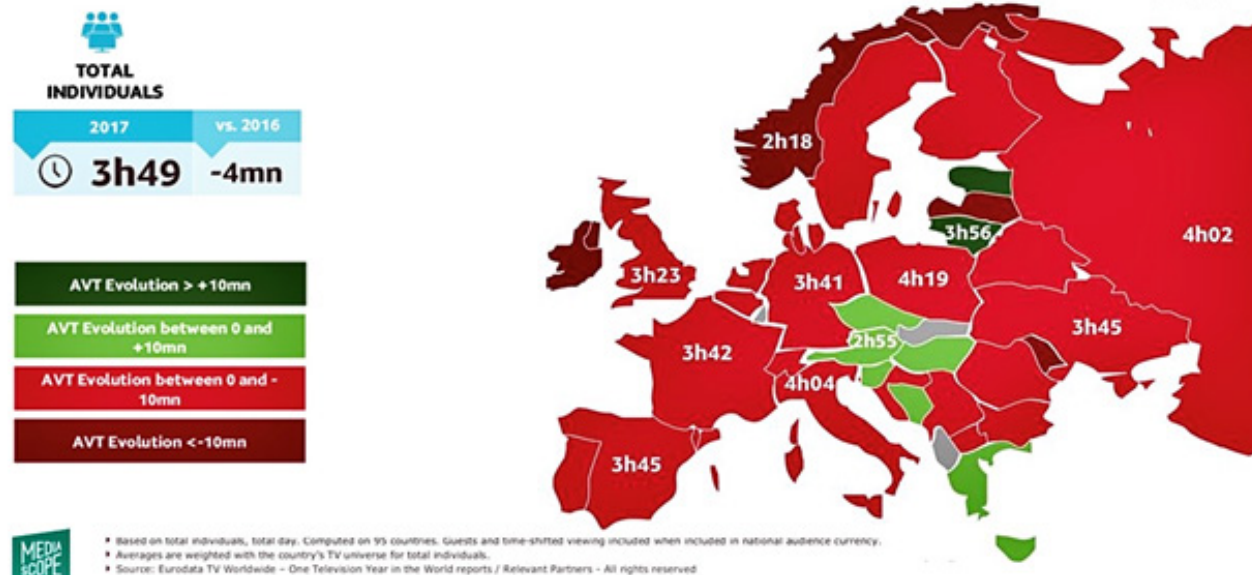 TOTAL
INDIVIDUALS
2017
vs. 2016
3h49
-4mn
AVT Evolution > +10mn
AVT Evolution between 0 and
+10mn
AVT Evolution between 0 and -
10mn
AVT Evolution <-10mn
2h18
3h56
4h02
3h23
3h41
4h19
3h45
3h42
2h55
4h04
3h45
MEDIA
SCOPE
Based on total individuals, total day. Computed on 95 countries. Guests and time-shifted viewing included when included in national audience currency.
Averages are weighted with the country's TV universe for total individuals.
Source: Eurodata TV Worldwide – One Television Year in the World reports / Relevant Partners – All rights reserved